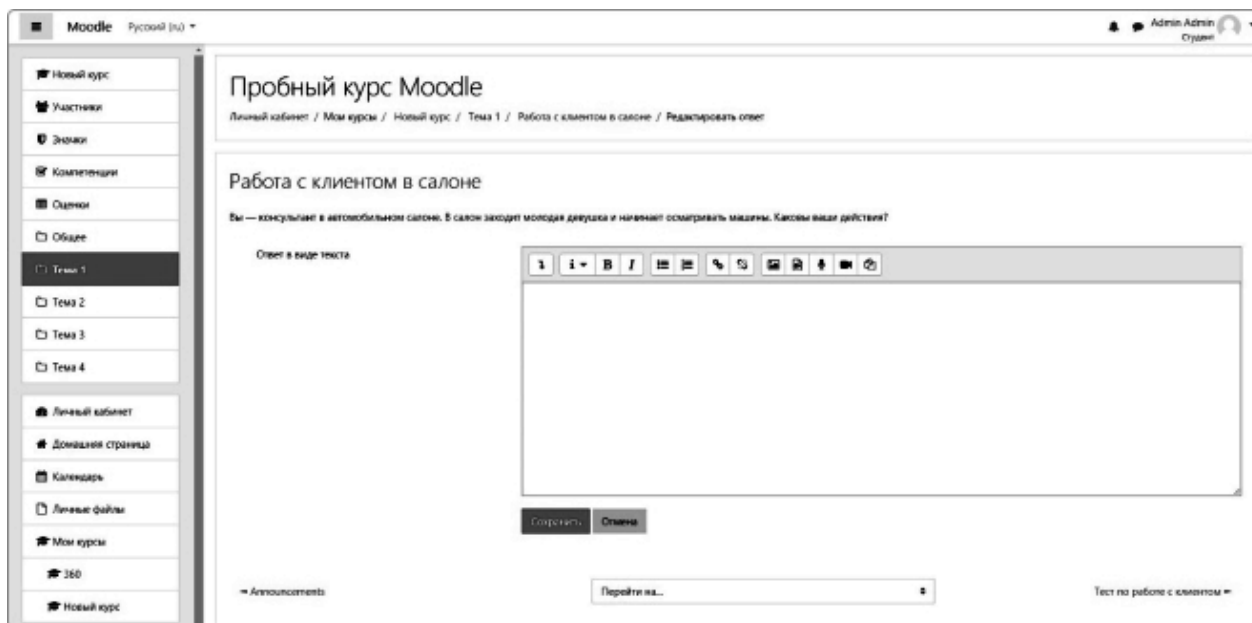 Moodle Русский (ru)
Admin Admin
Студент
Новый курс
Участники
Значки
Компетенции
Оценки
Общее
Тема 1
Тема 2
Тема 3
Тема 4
Личный кабинет
Домашняя страница
Календарь
Личные файлы
Мои курсы
360
Новый курс
Пробный курс Moodle
Личный кабинет / Мои курсы / Новый курс / Тема 1 / Работа с клиентом в салоне / Редактировать ответ
Работа с клиентом в салоне
Вы — консультант в автомобильном салоне. В салон заходит молодая девушка и начинает осматривать машины. Каковы ваши действия?
Ответ в виде текста
Сохранить Отмена
Announcements Перейти на... Тест по работе с клиентом